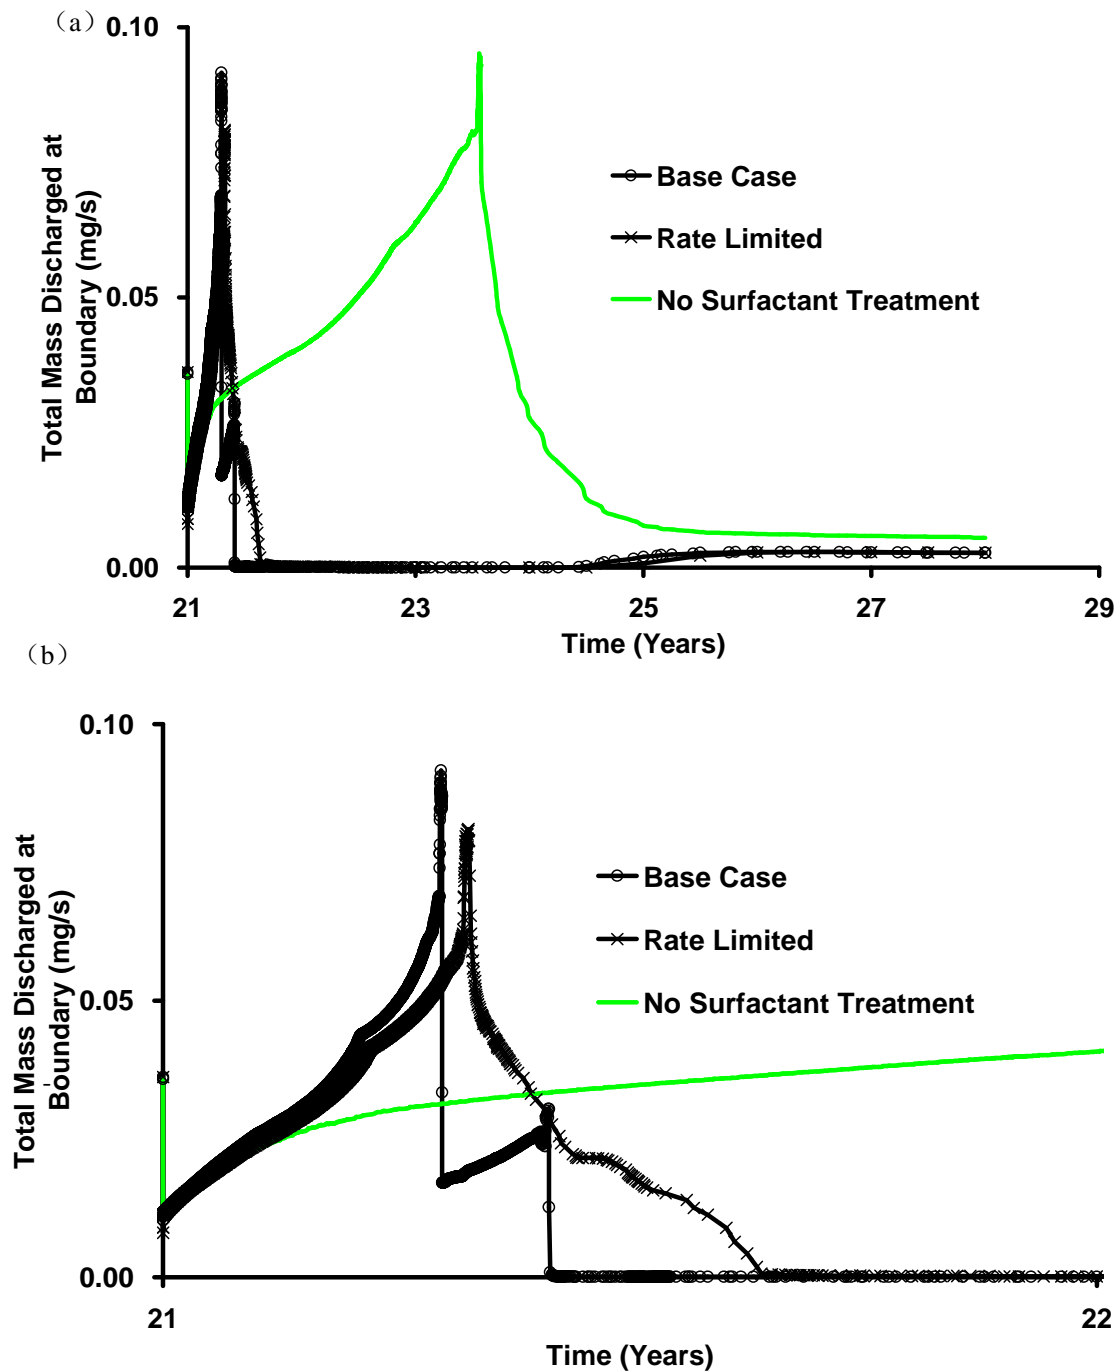 （a）
0.10
0.05
0.00
Total Mass Discharged at
Boundary (mg/s)
Base Case
Rate Limited
No Surfactant Treatment
21
23
25
27
29
Time (Years)
（b）
0.10
0.05
0.00
Total Mass Discharged at
Boundary (mg/s)
Base Case
Rate Limited
No Surfactant Treatment
21
22
Time (Years)